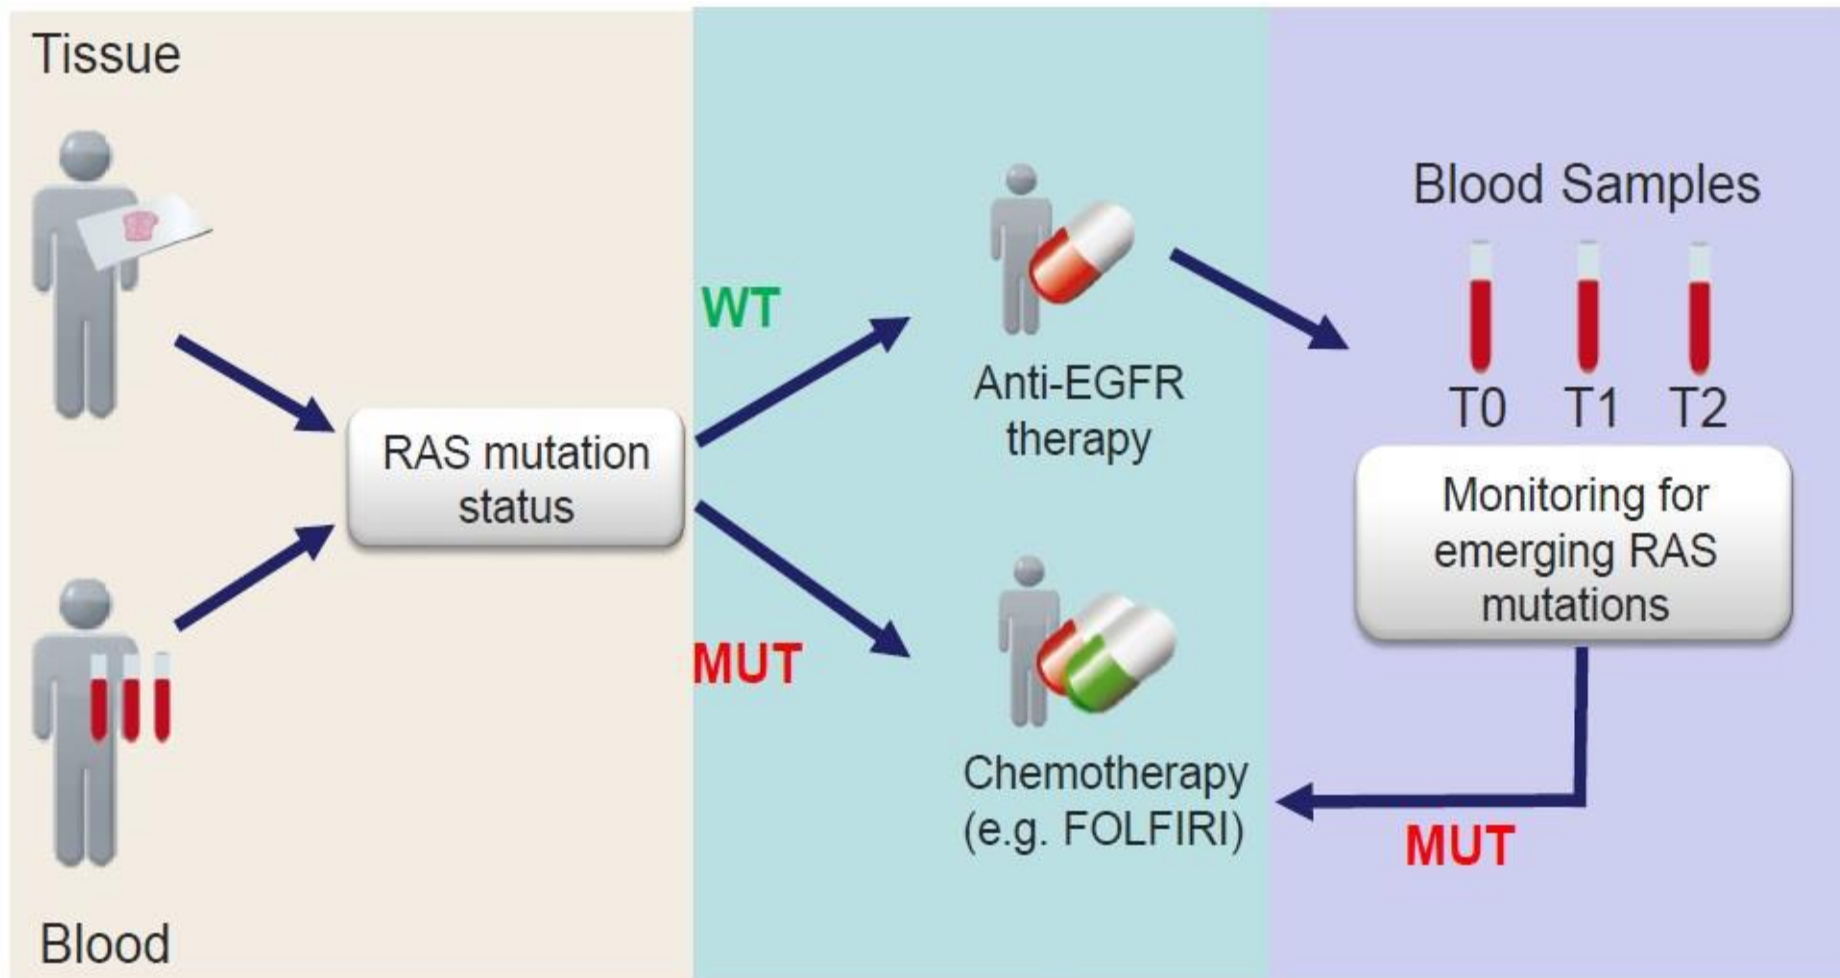 Tissue
Blood
RAS mutation
status
WT
MUT
Anti-EGFR
therapy
Chemotherapy
(e.g. FOLFIRI)
Blood Samples
T0 T1 T2
Monitoring for
emerging RAS
mutations
MUT